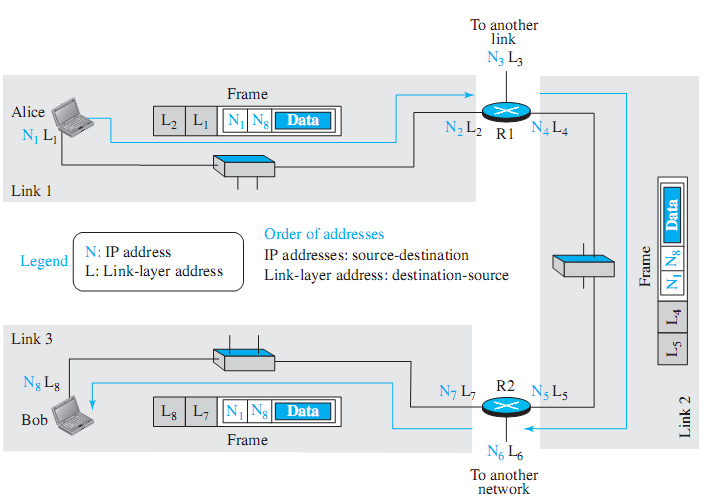 To another
link
N3 L3
Frame
Alice
N1 L1
L2 L1 N1 N8 Data
N2 L2
R1
N4 L4
Link 1
Legend
N: IP address
L: Link-layer address
Order of addresses
IP addresses: source-destination
Link-layer address: destination-source
Frame
L5 L4 N1 N8 Data
Link 2
Link 3
N8 L8
Bob
L8 L7 N1 N8 Data
Frame
N7 L7
R2
N5 L5
N6 L6
To another
network